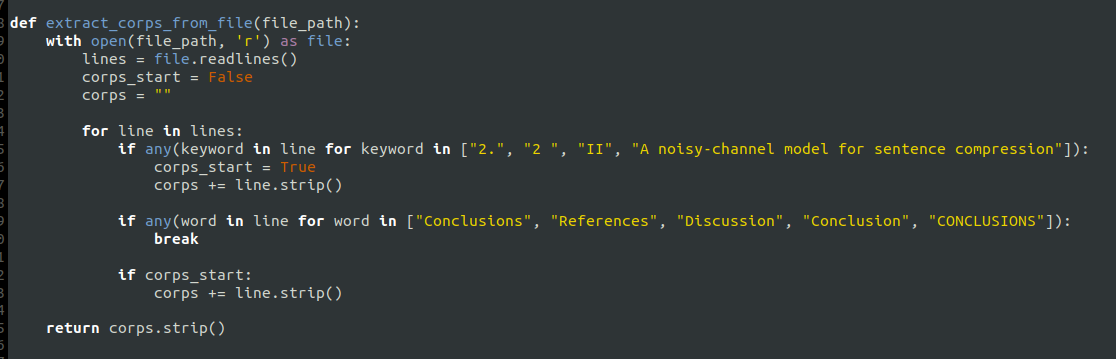 def extract_corps_from_file(file_path):
    with open(file_path, 'r') as file:
        lines = file.readlines()
        corps_start = False
        corps = ""

        for line in lines:
            if any(keyword in line for keyword in ["2.", "2 ", "II", "A noisy-channel model for sentence compression"]):
                corps_start = True
                corps += line.strip()

            if any(word in line for word in ["Conclusions", "References", "Discussion", "Conclusion", "CONCLUSIONS"]):
                break

            if corps_start:
                corps += line.strip()

    return corps.strip()